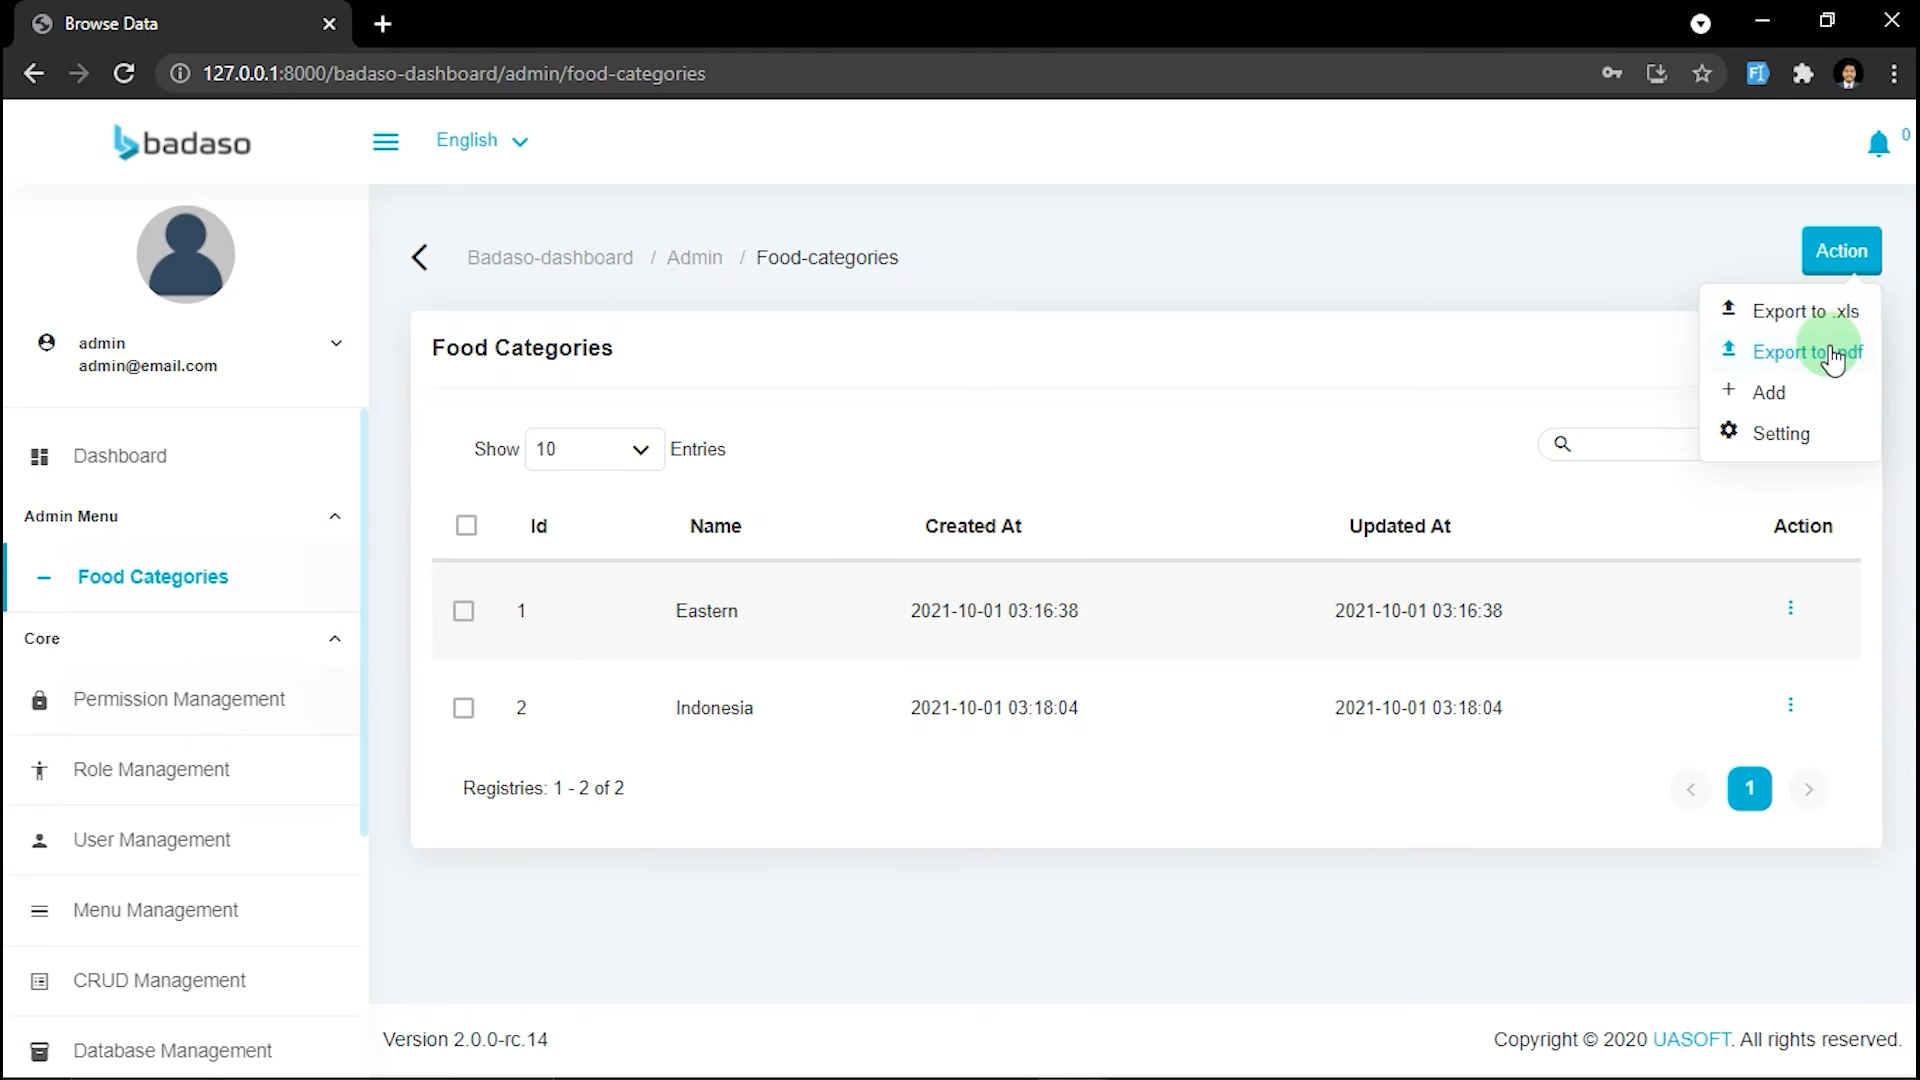 Browse Data
127.0.0.1:8000/badaso-dashboard/admin/food-categories
badaso
English
0
admin
admin@email.com
Dashboard
Admin Menu
Food Categories
Core
Permission Management
Role Management
User Management
Menu Management
CRUD Management
Database Management
Badaso-dashboard / Admin / Food-categories
Action
Export to .xls
Export to
Add
Setting
Food Categories
Show 10 Entries
Id Name Created At Updated At Action
1 Eastern 2021-10-01 03:16:38 2021-10-01 03:16:38
2 Indonesia 2021-10-01 03:18:04 2021-10-01 03:18:04
Registries: 1 - 2 of 2
1
Version 2.0.0-rc.14
Copyright © 2020 UASOFT. All rights reserved.